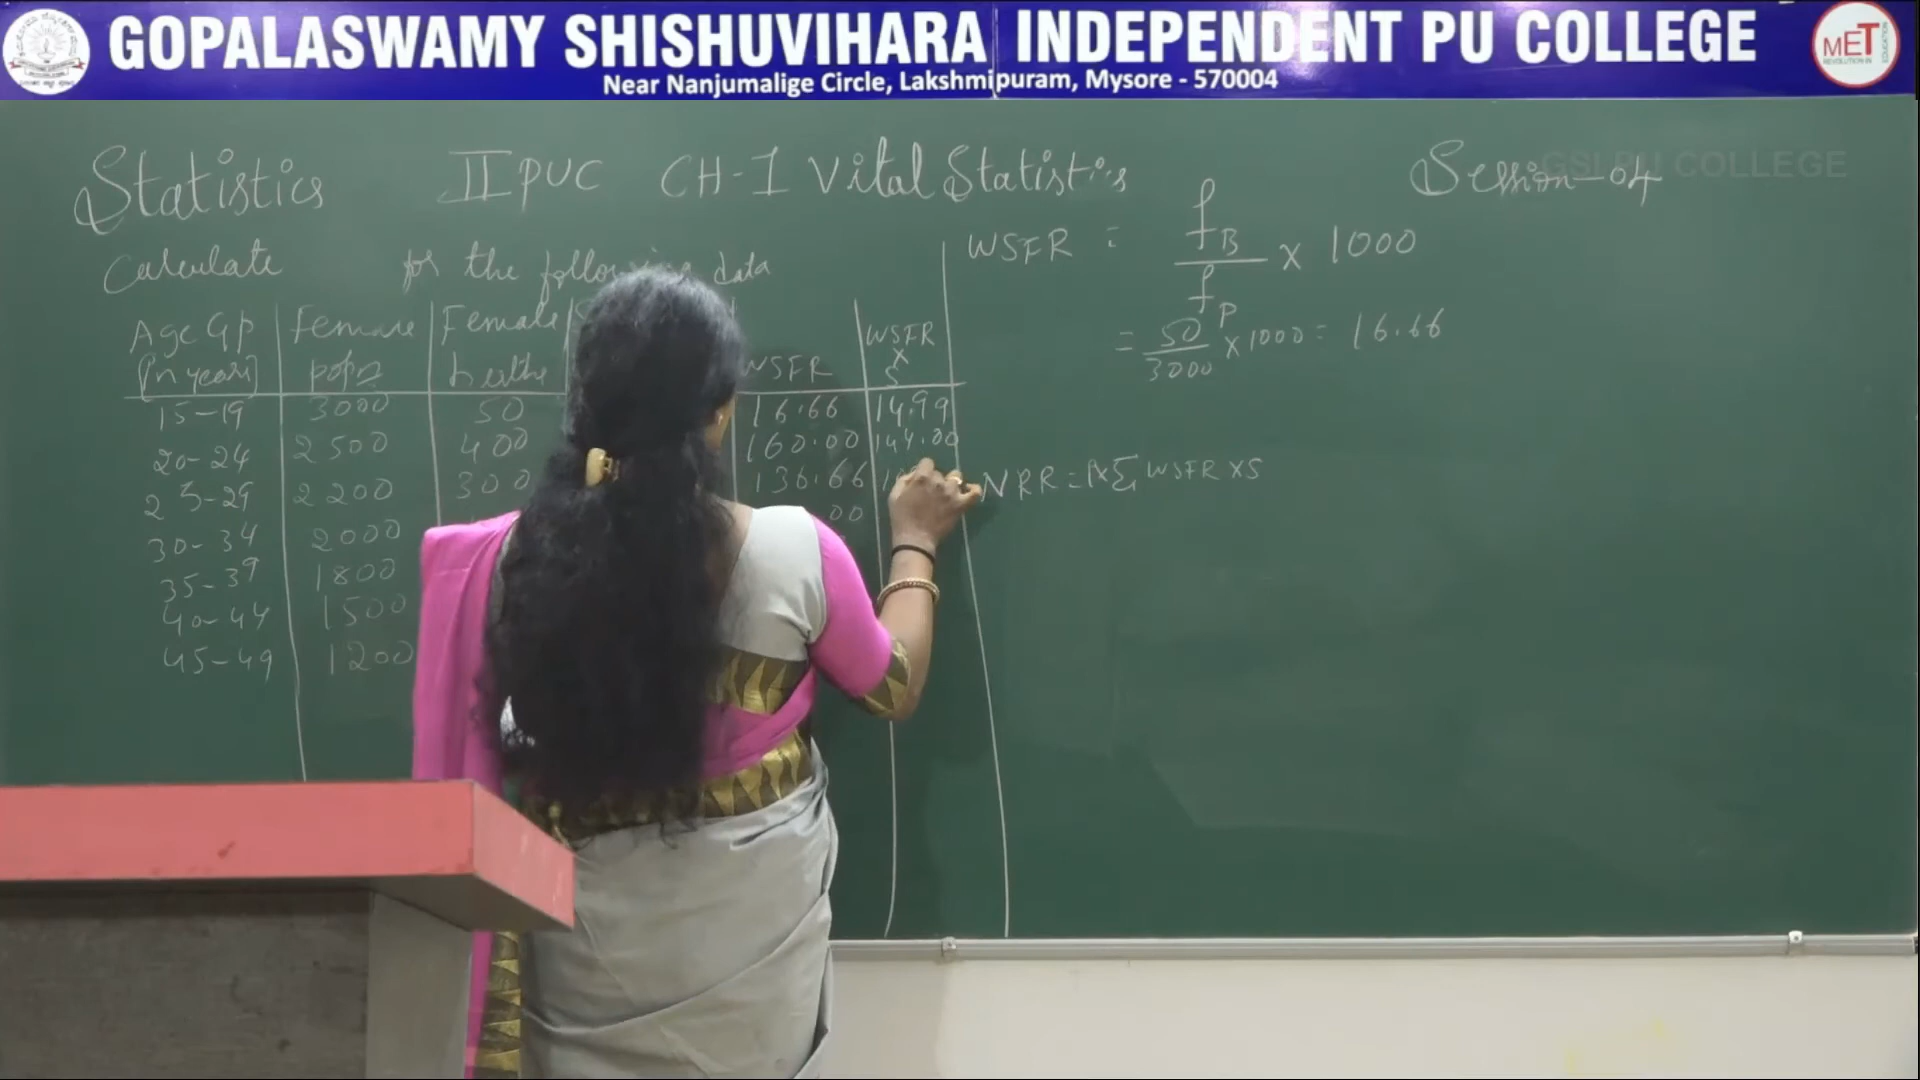 GOPALASWAMY SHISHUVIHARA INDEPENDENT PU COLLEGE
Near Nanjumalige Circle, Lakshmipuram, Mysore - 570004
MET
GSI PU COLLEGE
Statistics II PUC CH-1 Vital Statistics Session-04
Calculate for the following data
WSFR = fB / fP x 1000
= 50 / 3000 x 1000 = 16.66
Age GP (In years) Female popn Female births WSFR WSFR x S
15-19 3000 50 16.66 14.99
20-24 2500 400 160.00 144.00
25-29 2200 300 136.66
30-34 2000 00
35-39 1800
40-44 1500
45-49 1200
NRR = i x Σ WSFR x S